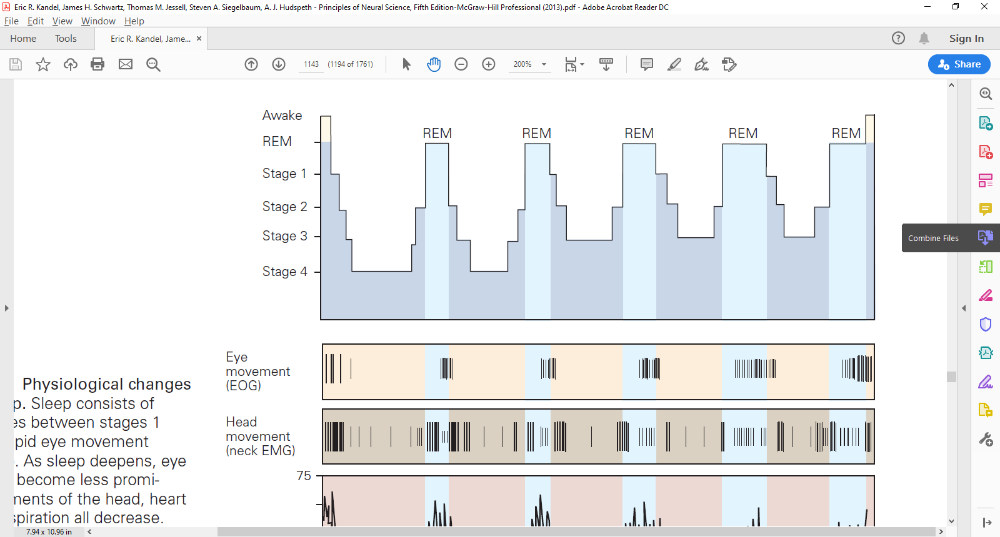 Eric R. Kandel, James H. Schwartz, Thomas M. Jessell, Steven A. Siegelbaum, A. J. Hudspeth - Principles of Neural Science, Fifth Edition-McGraw-Hill Professional (2013).pdf - Adobe Acrobat Reader DC
File Edit View Window Help
Home Tools Eric R. Kandel, Jame... × Sign In
1143 (1194 of 1761) 200% Share
Awake
REM
REM REM REM REM REM
Stage 1
Stage 2
Stage 3
Stage 4
Combine Files
Eye
movement
(EOG)
Head
movement
(neck EMG)
75
Physiological changes
p. Sleep consists of
es between stages 1
pid eye movement
. As sleep deepens, eye
become less promi-
ments of the head, heart
spiration all decrease.
7.94 x 10.96 in